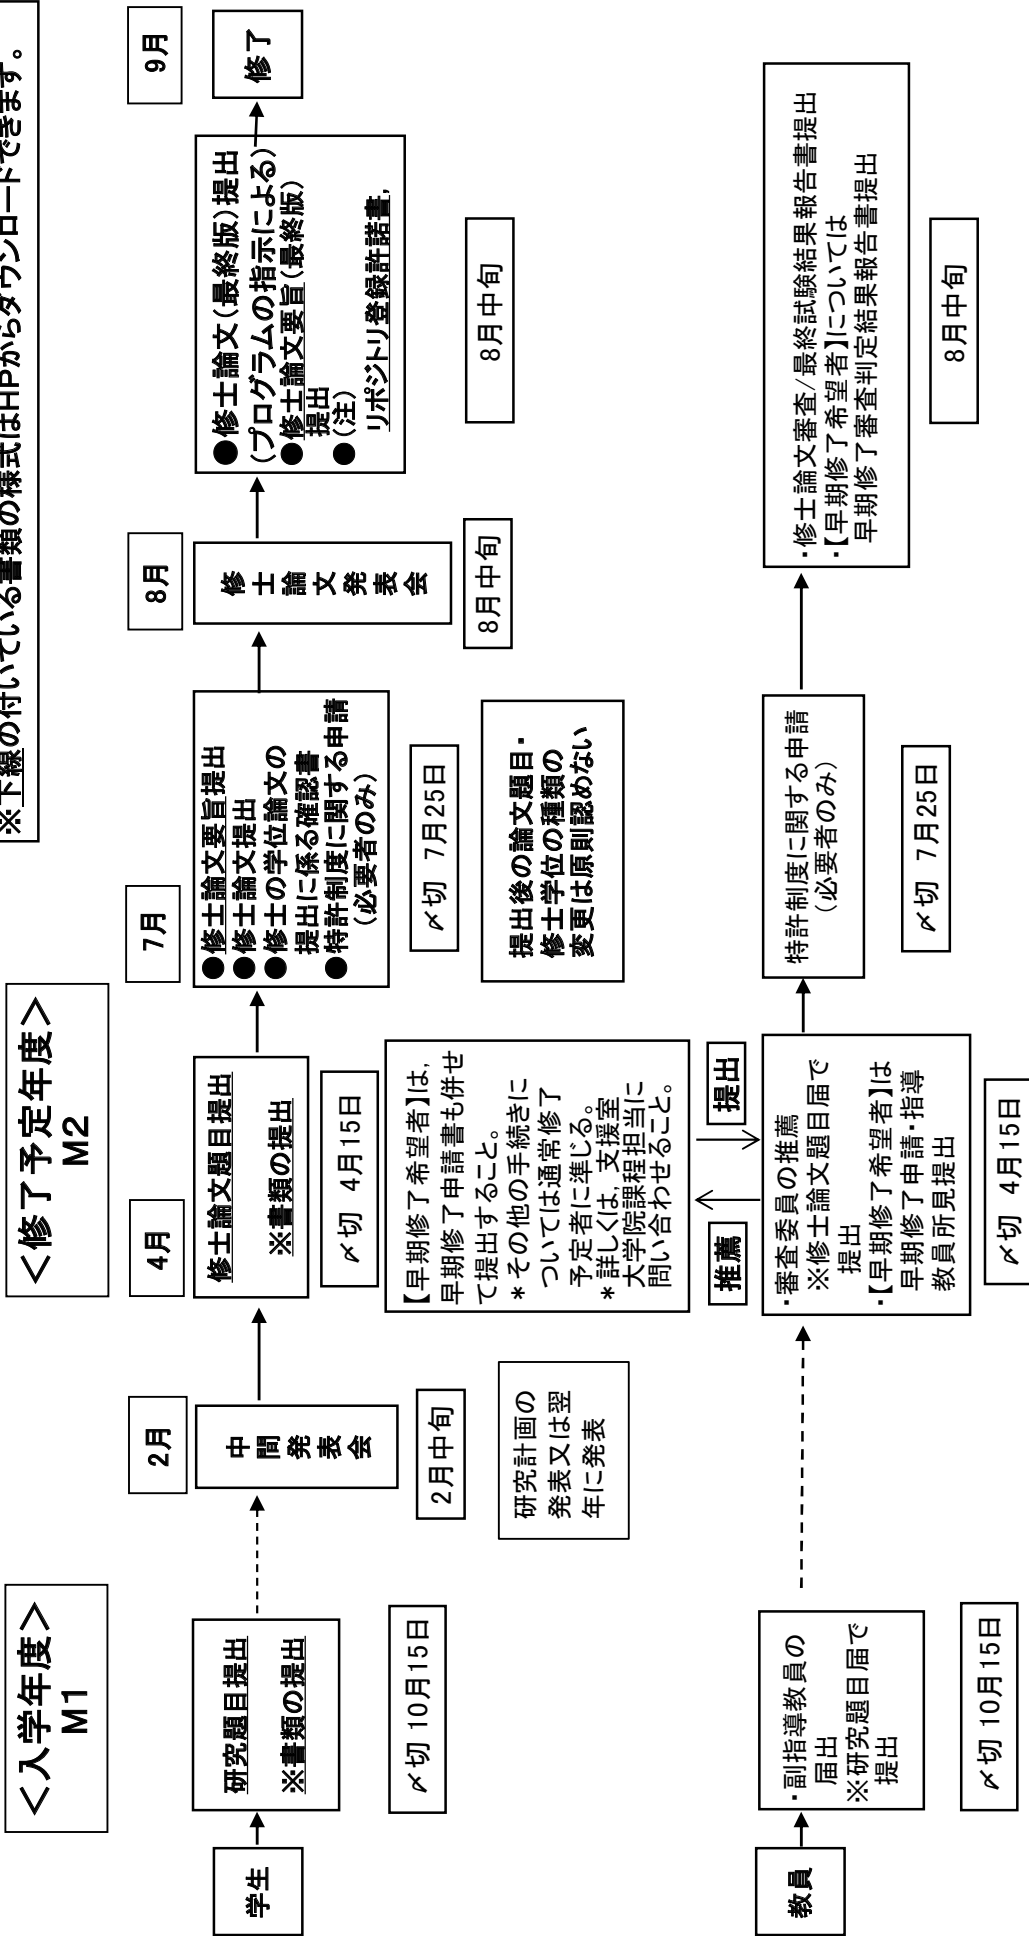 ※下線の付いている書類の様式はHPからダウンロードできます。
＜入学年度＞
M1
＜修了予定年度＞
M2
学生
研究題目提出
※書類の提出
〆切 10月15日
2月
中間発表会
2月中旬
研究計画の
発表又は翌
年に発表
4月
修士論文題目提出
※書類の提出
〆切 4月15日
【早期修了希望者】は,
早期修了申請書も併せ
て提出すること。
*その他の手続きに
ついては通常修了
予定者に準じる。
*詳しくは,支援室
大学院課程担当に
問い合わせること。
7月
●修士論文要旨提出
●修士論文提出
●修士の学位論文の
提出に係る確認書
●特許制度に関する申請
（必要者のみ）
〆切 7月25日
提出後の論文題目・
修士学位の種類の
変更は原則認めない
8月
修士論文発表会
8月中旬
●修士論文（最終版）提出
（プログラムの指示による）
●修士論文要旨（最終版）
提出
●（注）
リポジトリ登録許諾書,
8月中旬
9月
修了
推薦
提出
教員
・副指導教員の
届出
※研究題目届で
提出
〆切 10月15日
・審査委員の推薦
※修士論文題目届で
提出
・【早期修了希望者】は
早期修了申請・指導
教員所見提出
〆切 4月15日
特許制度に関する申請
（必要者のみ）
〆切 7月25日
・修士論文審査/最終試験結果報告書提出
・【早期修了希望者】については
早期修了審査判定結果報告書提出
8月中旬